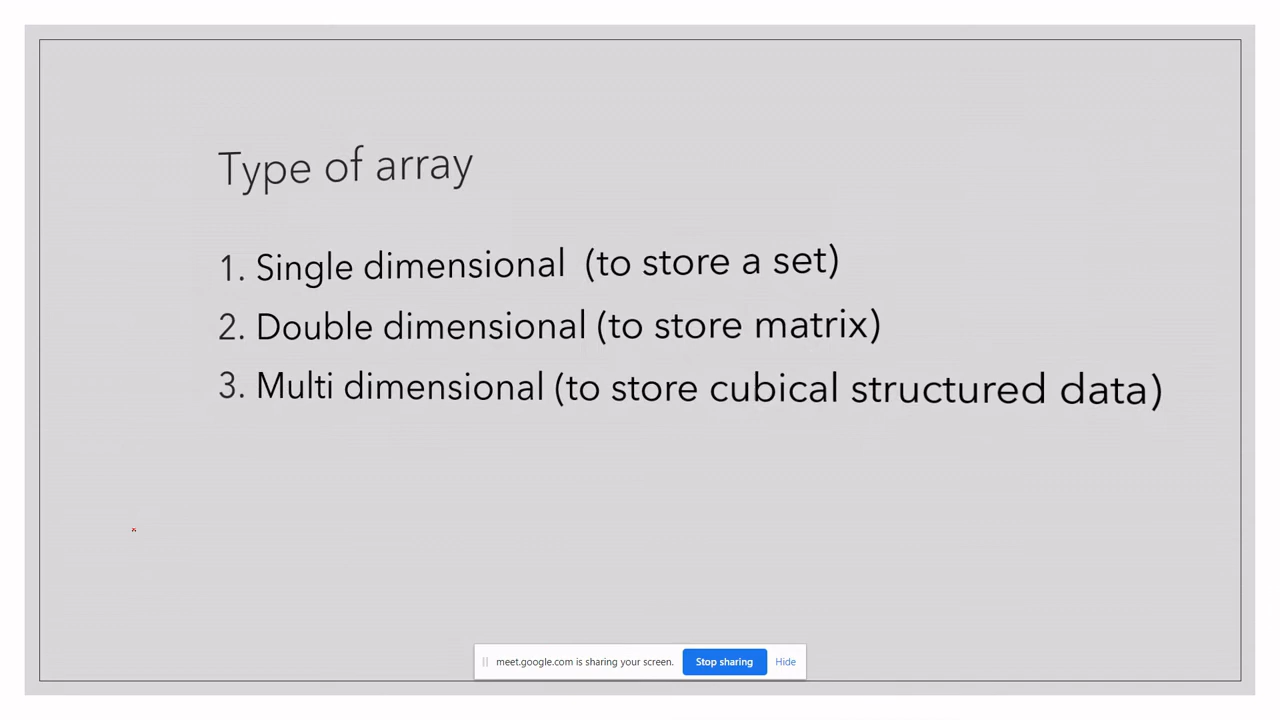 Type of array
1. Single dimensional (to store a set)
2. Double dimensional (to store matrix)
3. Multi dimensional (to store cubical structured data)
meet.google.com is sharing your screen. Stop sharing Hide